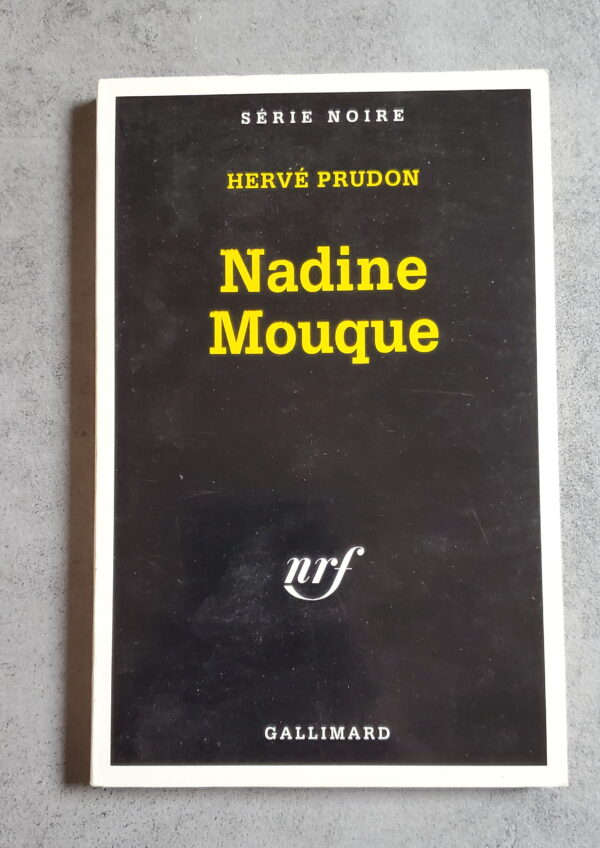 SÉRIE NOIRE
HERVÉ PRUDON
Nadine
Mouque
nrf
GALLIMARD